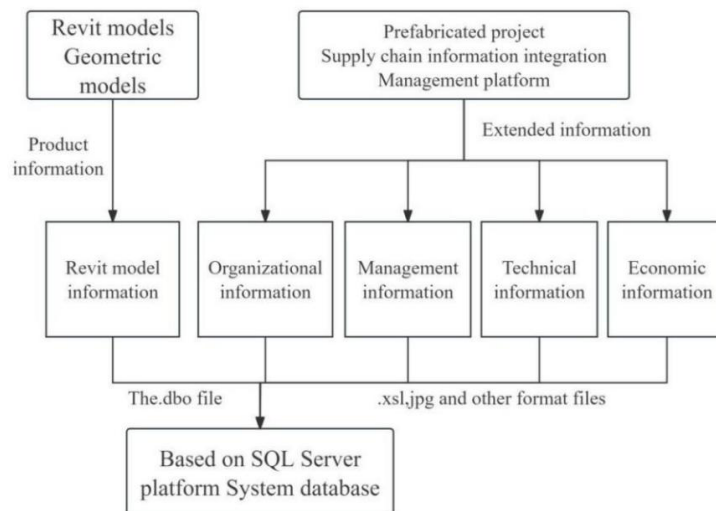 Revit models
Geometric
models
Prefabricated project
Supply chain information integration
Management platform
Product
information
Extended information
Revit model
information
Organizational
information
Management
information
Technical
information
Economic
information
The.dbo file
.xsl,jpg and other format files
Based on SQL Server
platform System database